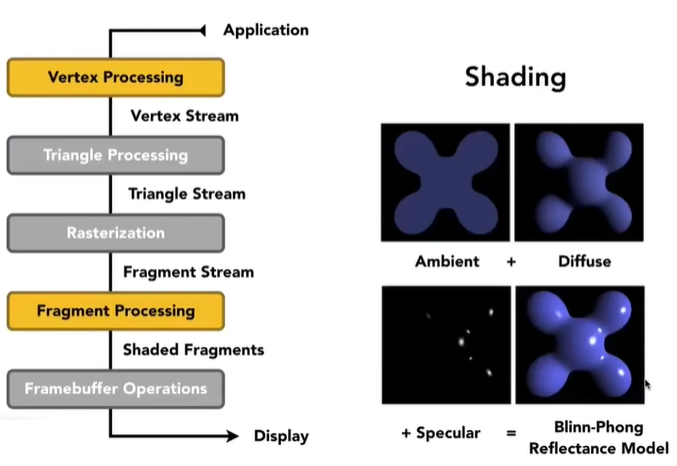 Application
Vertex Processing
Vertex Stream
Triangle Processing
Triangle Stream
Rasterization
Fragment Stream
Fragment Processing
Shaded Fragments
Framebuffer Operations
Display
Shading
Ambient + Diffuse
+ Specular = Blinn-Phong
Reflectance Model